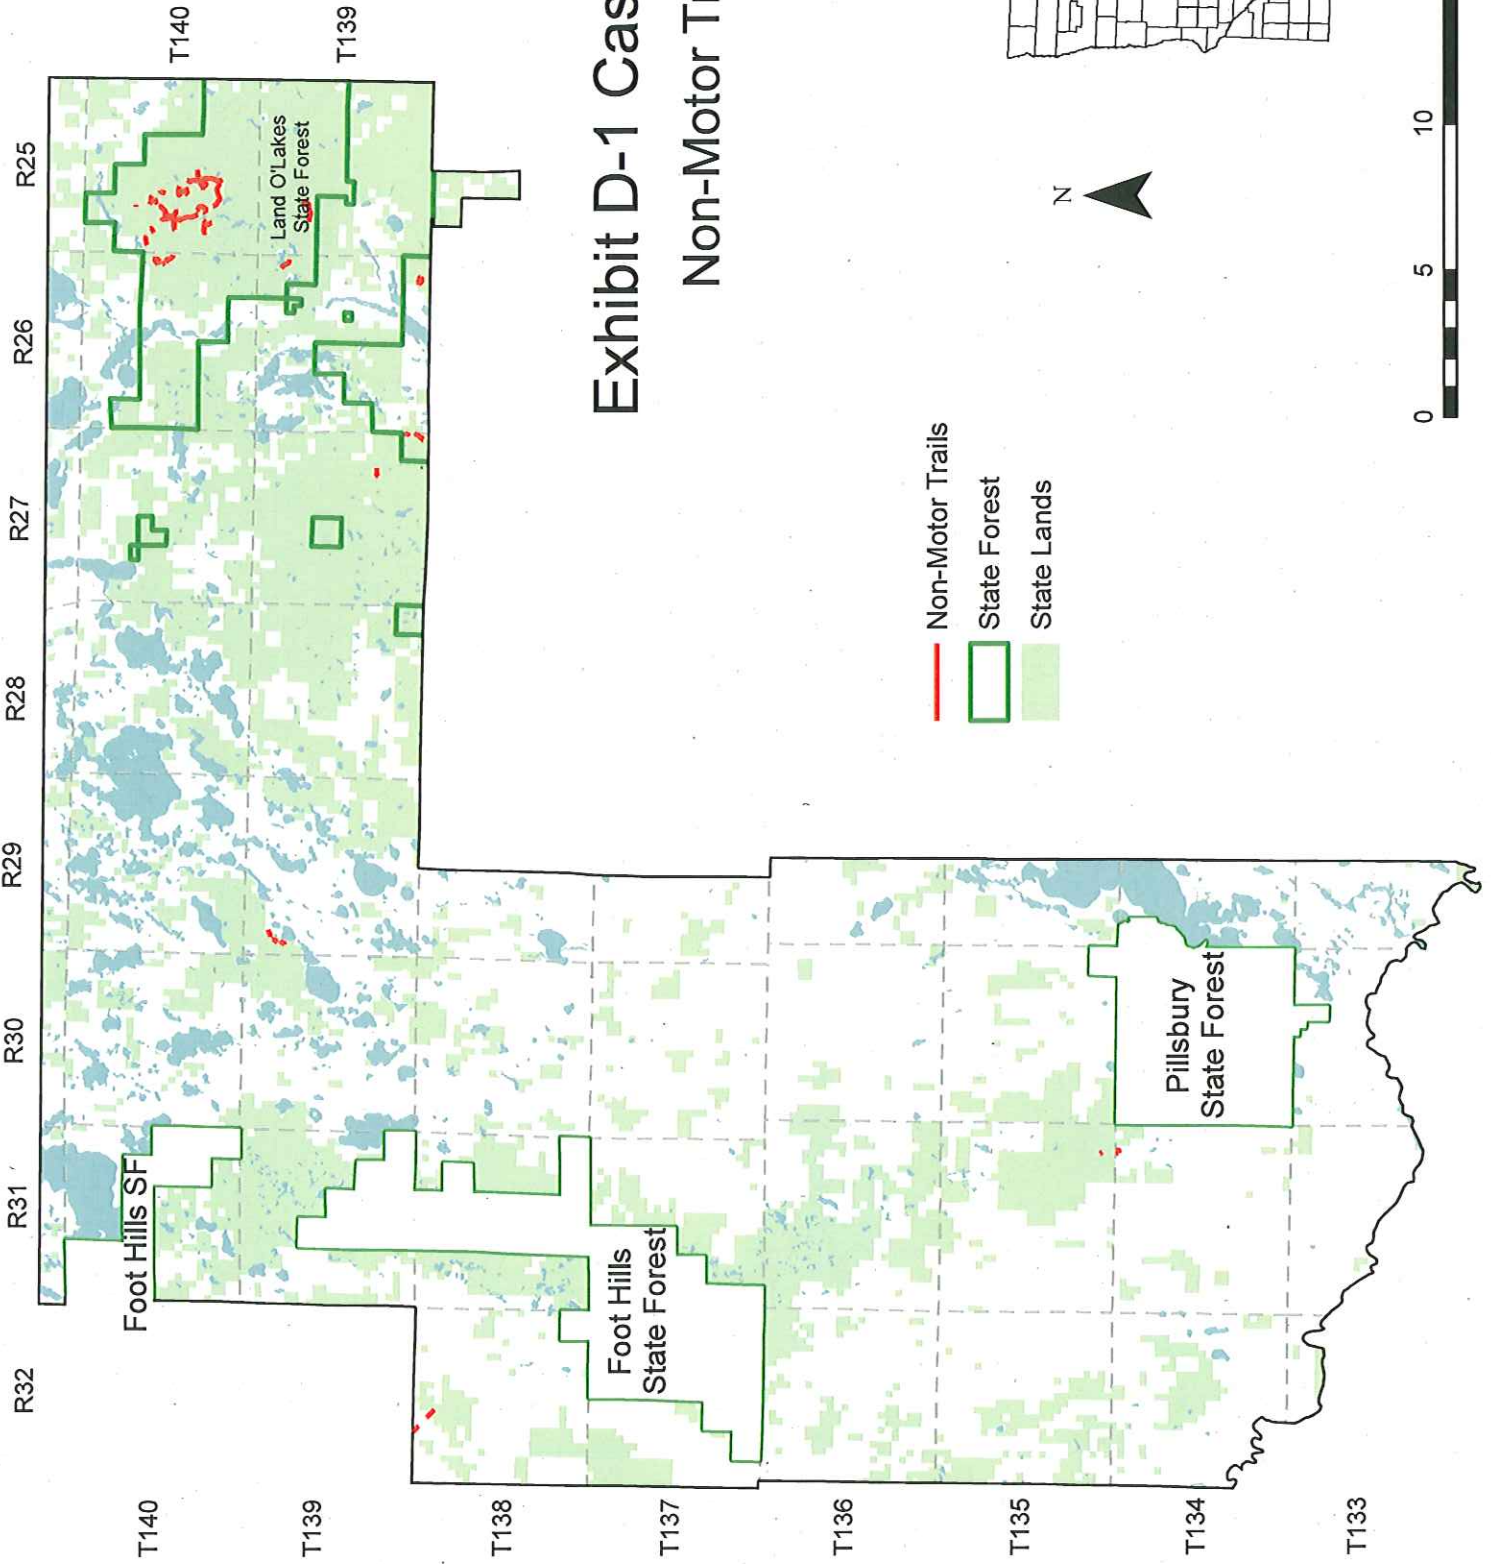 Exhibit D-1 Cas
Non-Motor Tr
R32
R31
R30
R29
R28
R27
R26
R25
T140
T139
T140
T139
T138
T137
T136
T135
T134
T133
Foot Hills SF
Land O'Lakes
State Forest
Foot Hills
State Forest
Pillsbury
State Forest
Non-Motor Trails
State Forest
State Lands
N
0
5
10